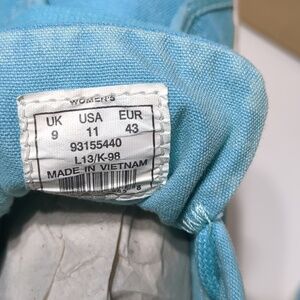 WOMEN'S
UK USA EUR
9 11 43
93155440
L13/K-98
MADE IN VIETNAM